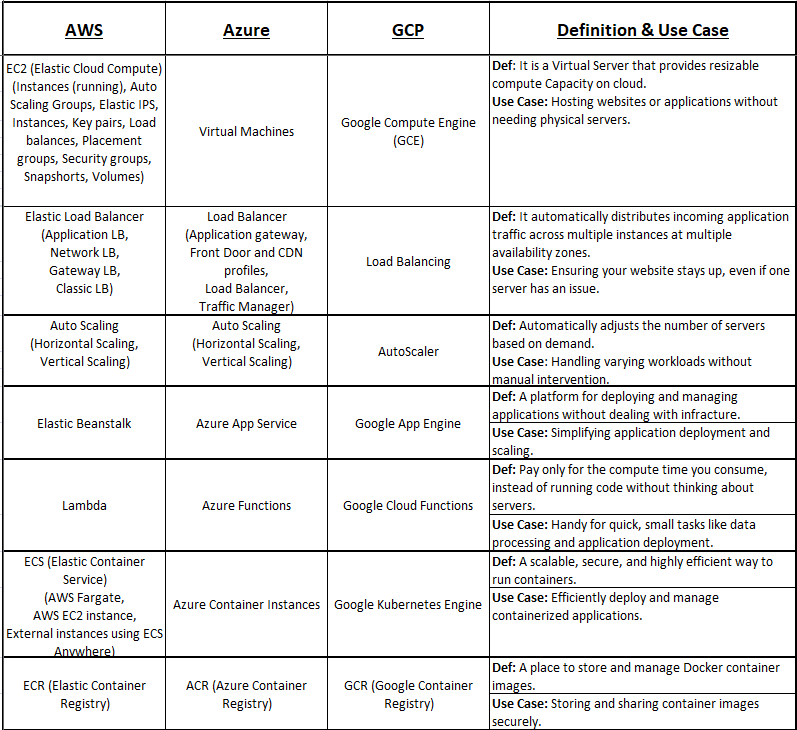 AWS
Azure
GCP
Definition & Use Case
EC2 (Elastic Cloud Compute)
(Instances (running), Auto
Scaling Groups, Elastic IPS,
Instances, Key pairs, Load
balances, Placement
groups, Security groups,
Snapshorts, Volumes)
Virtual Machines
Google Compute Engine
(GCE)
Def: It is a Virtual Server that provides resizable
compute Capacity on cloud.
Use Case: Hosting websites or applications without
needing physical servers.
Elastic Load Balancer
(Application LB,
Network LB,
Gateway LB,
Classic LB)
Load Balancer
(Application gateway,
Front Door and CDN
profiles,
Load Balancer,
Traffic Manager)
Load Balancing
Def: It automatically distributes incoming application
traffic across multiple instances at multiple
availability zones.
Use Case: Ensuring your website stays up, even if one
server has an issue.
Auto Scaling
(Horizontal Scaling,
Vertical Scaling)
Auto Scaling
(Horizontal Scaling,
Vertical Scaling)
AutoScaler
Def: Automatically adjusts the number of servers
based on demand.
Use Case: Handling varying workloads without
manual intervention.
Elastic Beanstalk
Azure App Service
Google App Engine
Def: A platform for deploying and managing
applications without dealing with infracture.
Use Case: Simplifying application deployment and
scaling.
Lambda
Azure Functions
Google Cloud Functions
Def: Pay only for the compute time you consume,
instead of running code without thinking about
servers.
Use Case: Handy for quick, small tasks like data
processing and application deployment.
ECS (Elastic Container
Service)
(AWS Fargate,
AWS EC2 instance,
External instances using ECS
Anywhere)
Azure Container Instances
Google Kubernetes Engine
Def: A scalable, secure, and highly efficient way to
run containers.
Use Case: Efficiently deploy and manage
containerized applications.
ECR (Elastic Container
Registry)
ACR (Azure Container
Registry)
GCR (Google Container
Registry)
Def: A place to store and manage Docker container
images.
Use Case: Storing and sharing container images
securely.